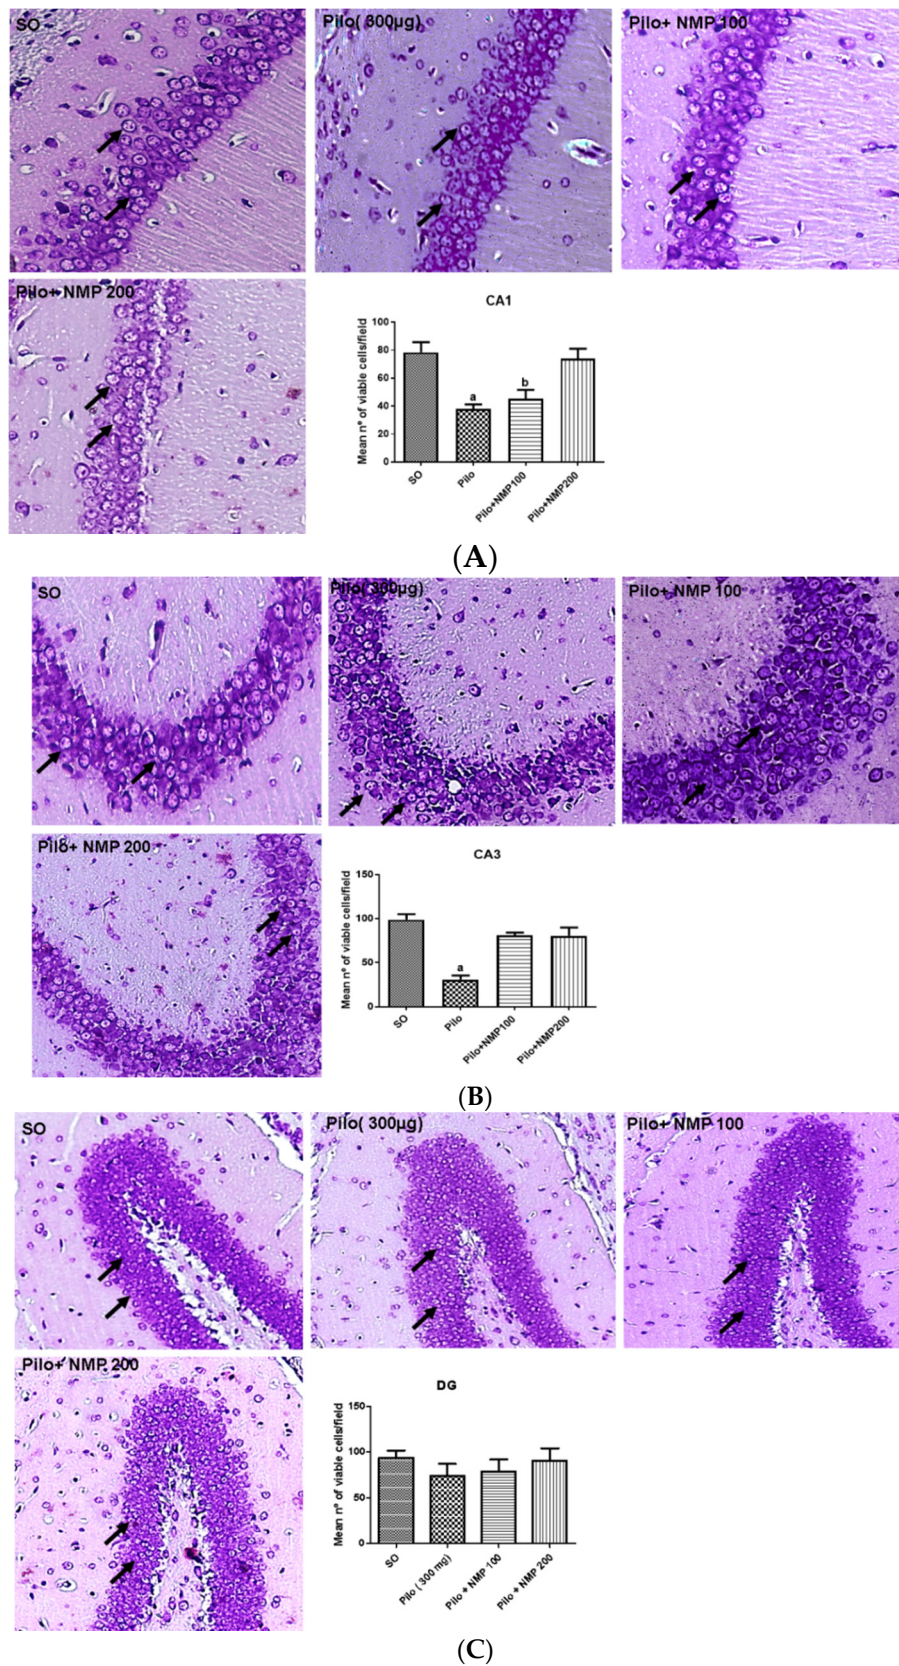 SO
Pilo( 300µg)
Pilo+ NMP 100
Pilo+ NMP 200
CA1
Mean nº of viable cells/field
100
80
60
40
20
0
a
b
SO
Pilo
Pilo+NMP100
Pilo+NMP200
(A)
SO
Pilo( 300µg)
Pilo+ NMP 100
Pilo+ NMP 200
CA3
Mean nº of viable cells/field
150
100
50
0
a
SO
Pilo
Pilo+NMP100
Pilo+NMP200
(B)
SO
Pilo( 300µg)
Pilo+ NMP 100
Pilo+ NMP 200
DG
Mean nº of viable cells/field
150
100
50
0
SO
Pilo ( 300 mg)
Pilo + NMP 100
Pilo + NMP 200
(C)